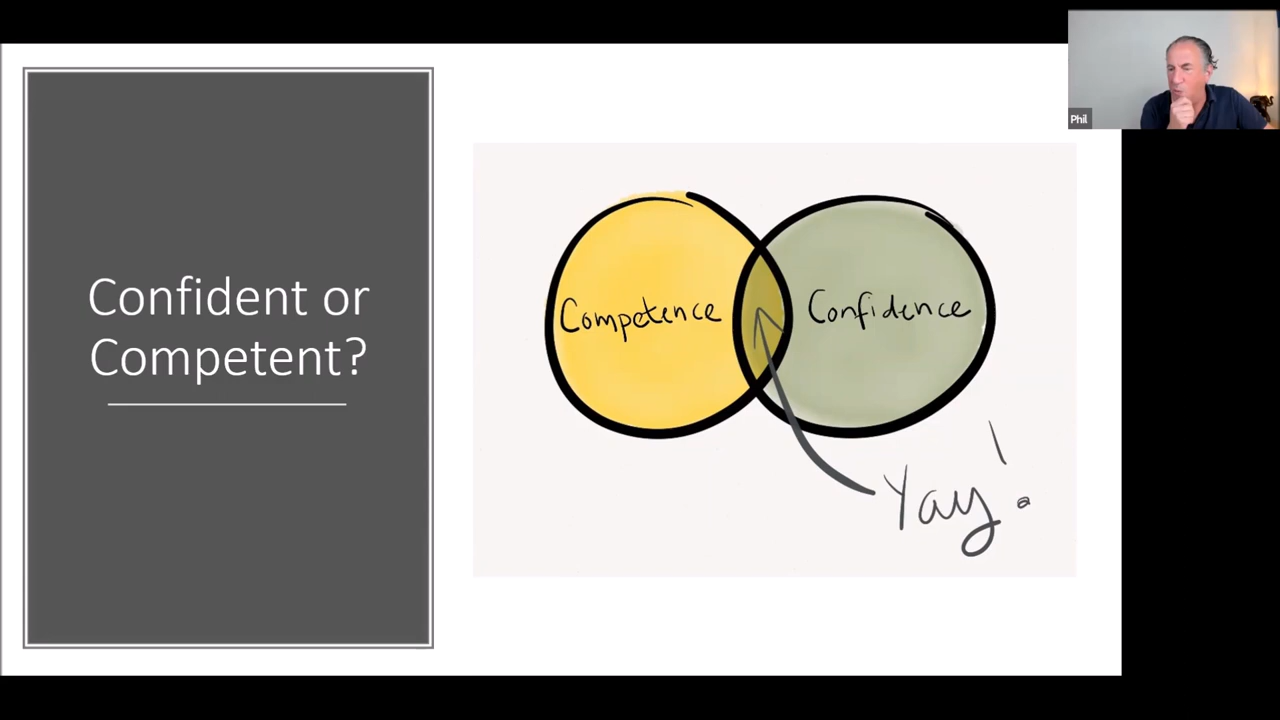 Confident or
Competent?
Competence
Confidence
Yay!
Phil